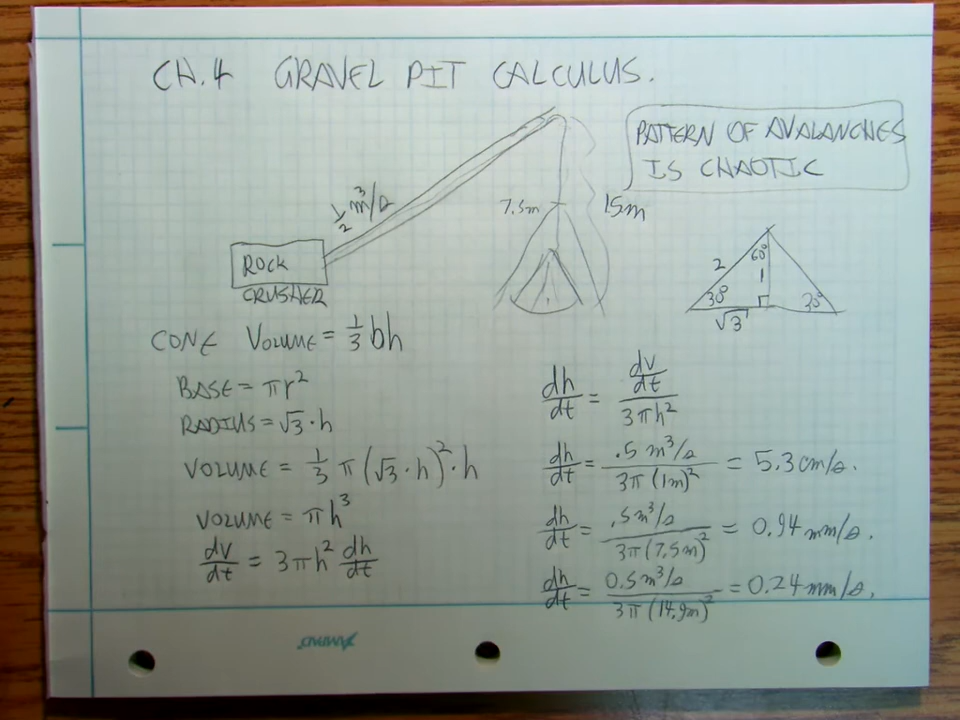 CH.4 GRAVEL PIT CALCULUS.
PATTERN OF AVALANCHES
IS CHAOTIC
1/2 m³/s
7.5m
15m
ROCK
CRUSHER
2
60°
1
30°
30°
√3
CONE VOLUME = 1/3 bh
BASE = πr²
RADIUS = √3 · h
VOLUME = 1/3 π (√3 · h)² · h
VOLUME = πh³
dv/dt = 3πh² dh/dt
dh/dt = (dv/dt)/(3πh²)
dh/dt = .5 m³/s / 3π(1m)² = 5.3 cm/s.
dh/dt = .5 m³/s / 3π(7.5m)² = 0.94 mm/s.
dh/dt = 0.5 m³/s / 3π(14.9m)² = 0.24 mm/s.